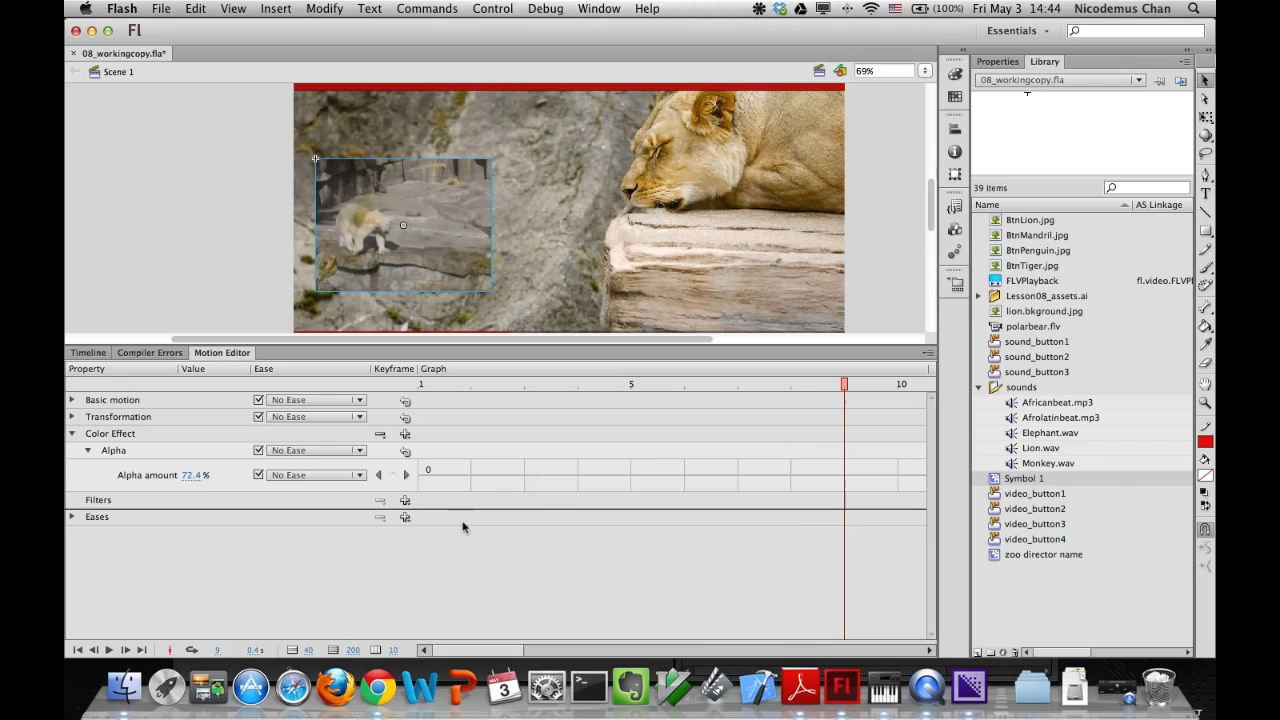 Flash File Edit View Insert Modify Text Commands Control Debug Window Help (100%) Fri May 3 14:44 Nicodemus Chan
Fl Essentials
× 08_workingcopy.fla*
Scene 1 69%
Properties Library
08_workingcopy.fla
39 items
Name AS Linkage
BtnLion.jpg
BtnMandril.jpg
BtnPenguin.jpg
BtnTiger.jpg
FLVPlayback fl.video.FLVPl
Lesson08_assets.ai
lion.bkground.jpg
polarbear.flv
sound_button1
sound_button2
sound_button3
sounds
Africanbeat.mp3
Afrolatinbeat.mp3
Elephant.wav
Lion.wav
Monkey.wav
Symbol 1
video_button1
video_button2
video_button3
video_button4
zoo director name
Timeline Compiler Errors Motion Editor
Property Value Ease Keyframe Graph
1 5 10
Basic motion No Ease
Transformation No Ease
Color Effect
Alpha No Ease
Alpha amount 72.4 % No Ease 0
Filters
Eases
9 0.4s 40 200 10
MAY 3 Fl